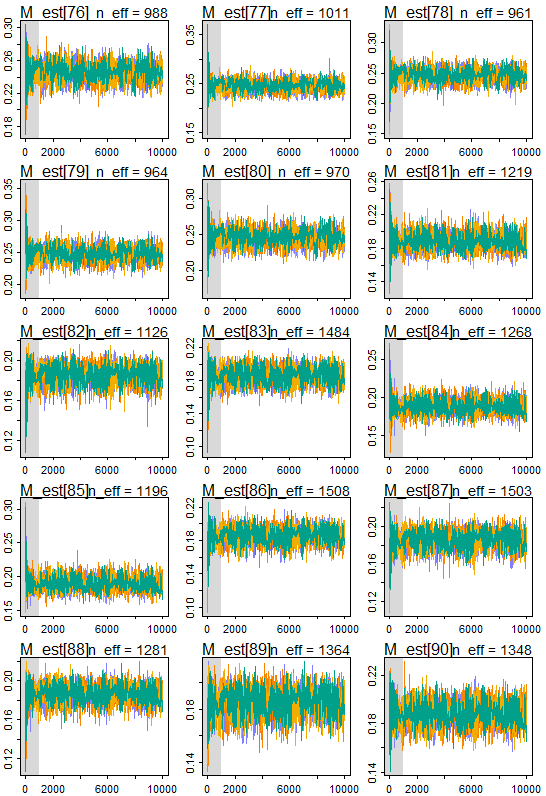 M_est[76] n_eff = 988
M_est[77] n_eff = 1011
M_est[78] n_eff = 961
0.18 0.22 0.26 0.30
0.15 0.25 0.35
0.15 0.20 0.25 0.30
0 2000 6000 10000
0 2000 6000 10000
0 2000 6000 10000
M_est[79] n_eff = 964
M_est[80] n_eff = 970
M_est[81] n_eff = 1219
0.20 0.25 0.30 0.35
0.20 0.25 0.30
0.14 0.18 0.22 0.26
0 2000 6000 10000
0 2000 6000 10000
0 2000 6000 10000
M_est[82] n_eff = 1126
M_est[83] n_eff = 1484
M_est[84] n_eff = 1268
0.12 0.16 0.20
0.10 0.14 0.18 0.22
0.15 0.20 0.25
0 2000 6000 10000
0 2000 6000 10000
0 2000 6000 10000
M_est[85] n_eff = 1196
M_est[86] n_eff = 1508
M_est[87] n_eff = 1503
0.15 0.20 0.25 0.30
0.10 0.14 0.18 0.22
0.12 0.16 0.20
0 2000 6000 10000
0 2000 6000 10000
0 2000 6000 10000
M_est[88] n_eff = 1281
M_est[89] n_eff = 1364
M_est[90] n_eff = 1348
0.12 0.16 0.20
0.14 0.18
0.14 0.18 0.22
0 2000 6000 10000
0 2000 6000 10000
0 2000 6000 10000